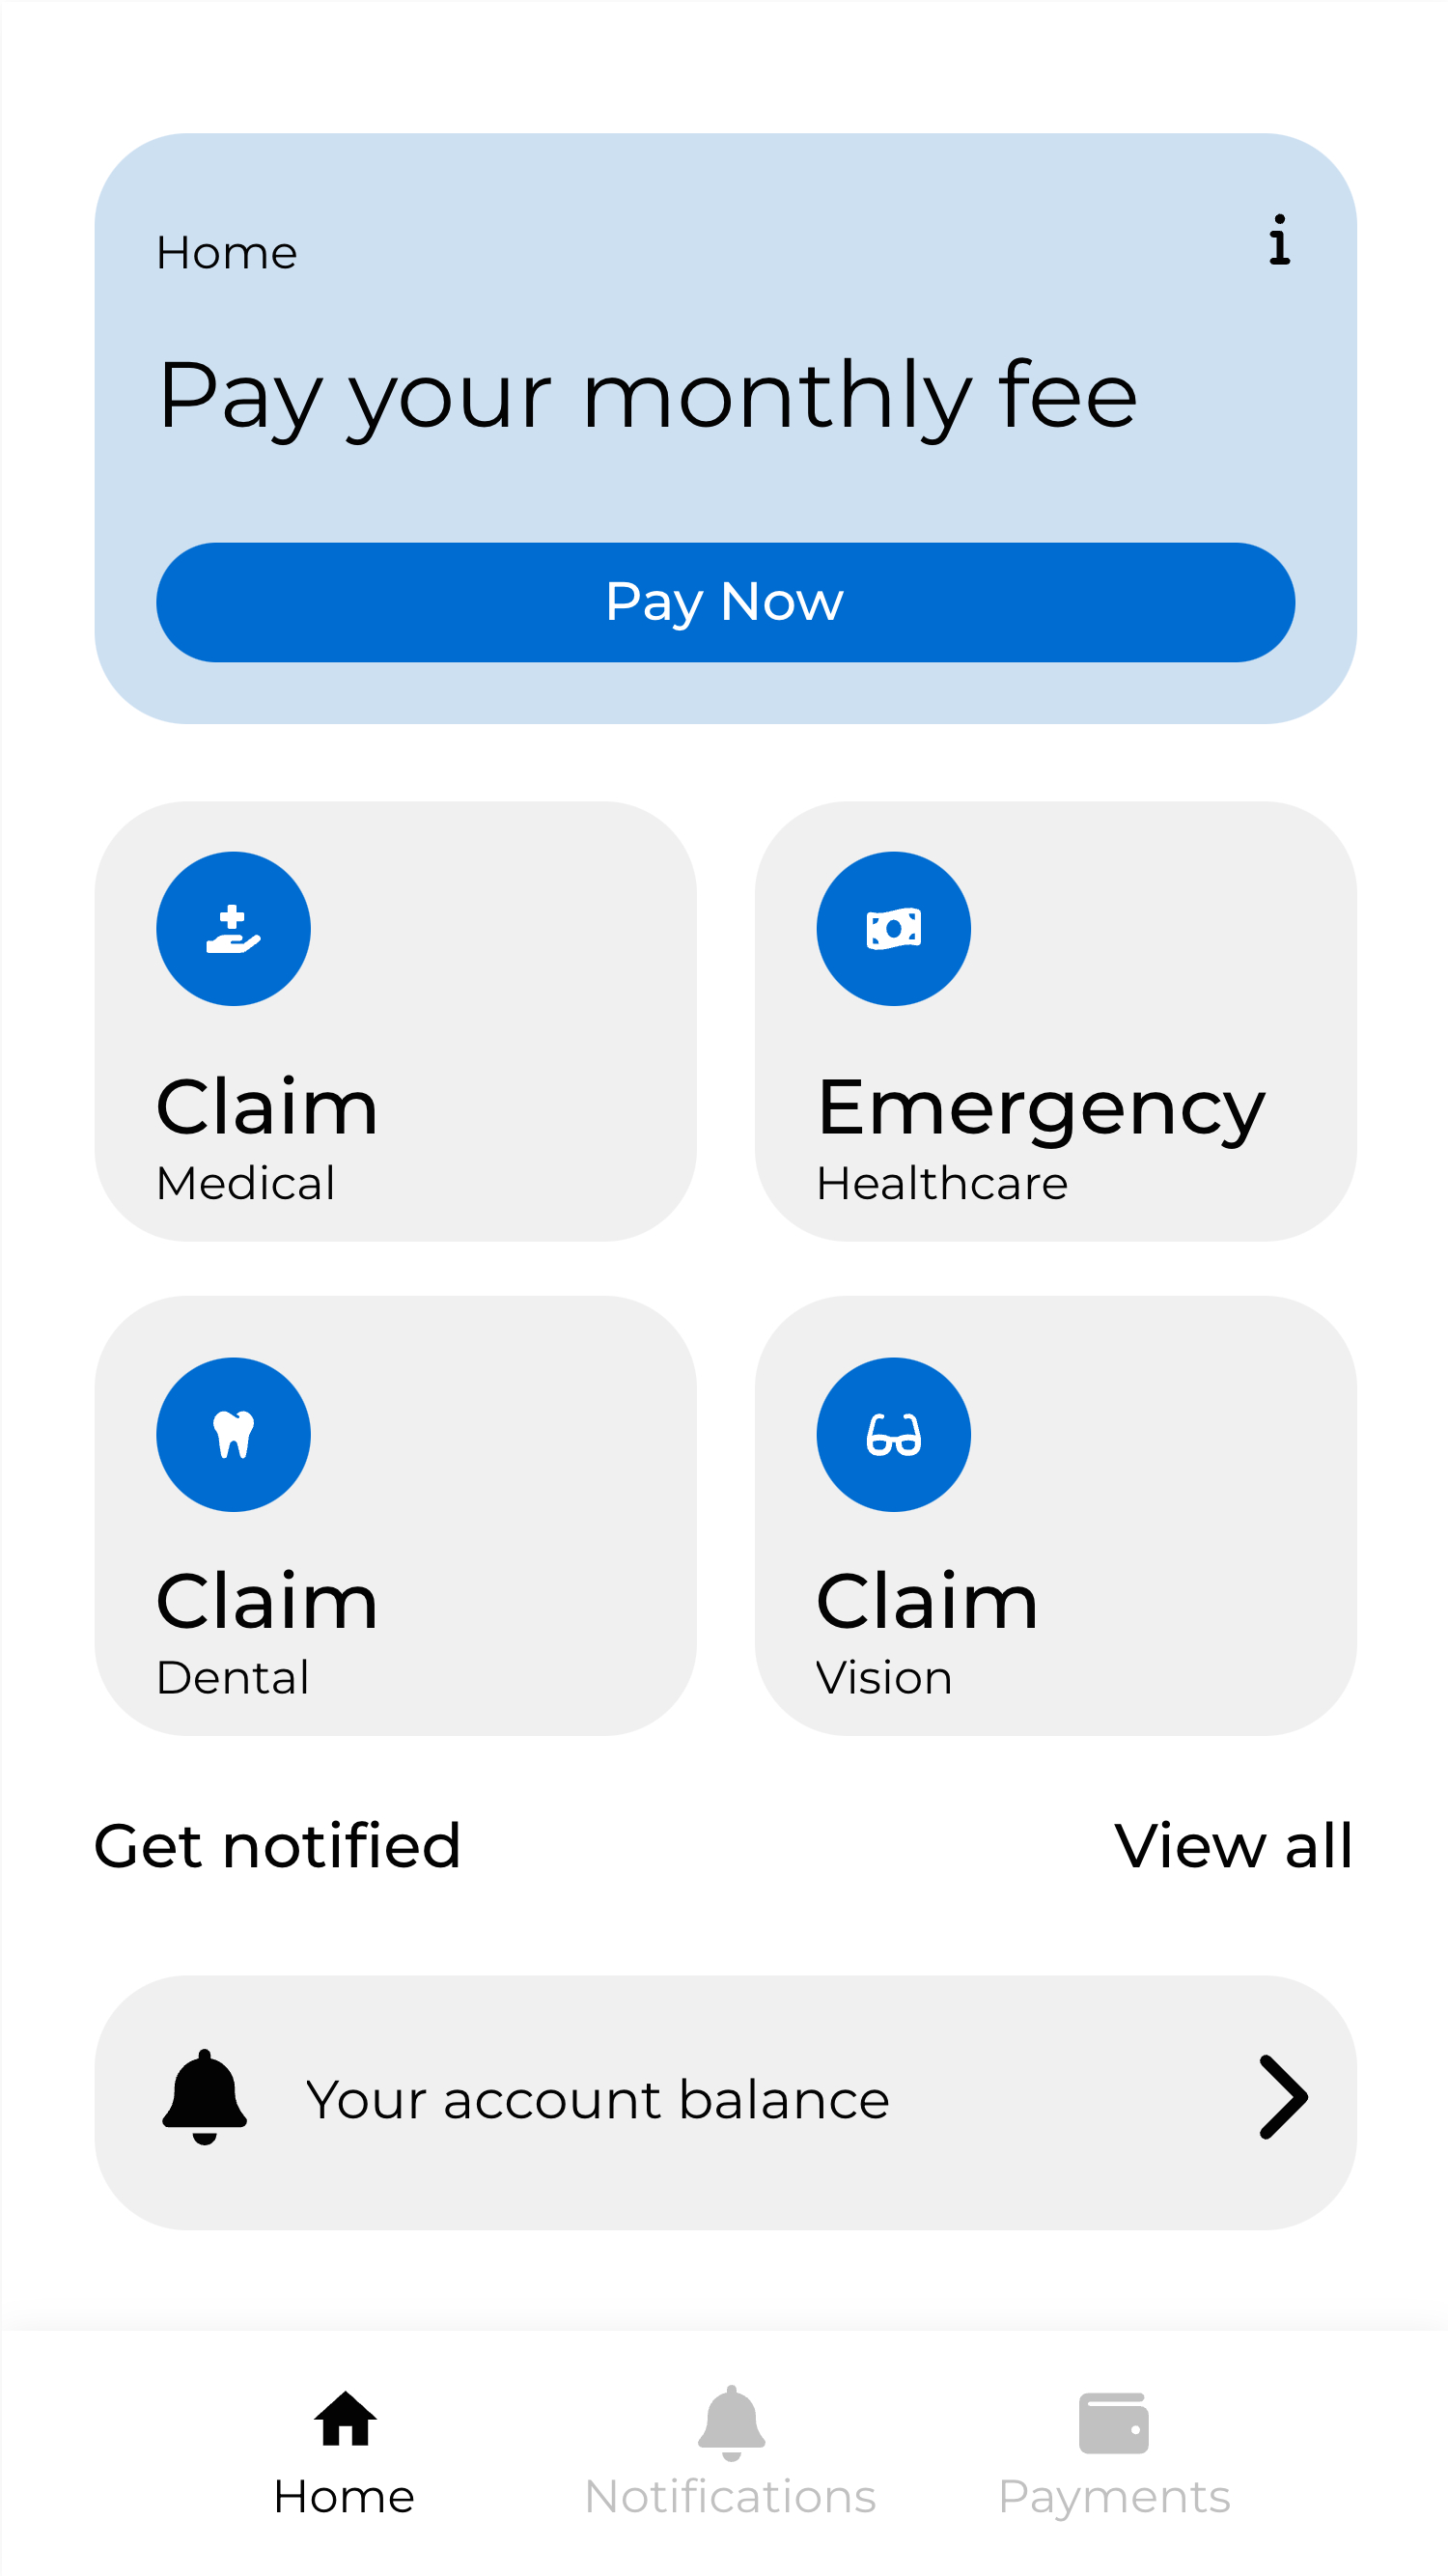 Home
Pay your monthly fee
Pay Now
Claim
Medical
Emergency
Healthcare
Claim
Dental
Claim
Vision
Get notified
View all
Your account balance
Home
Notifications
Payments